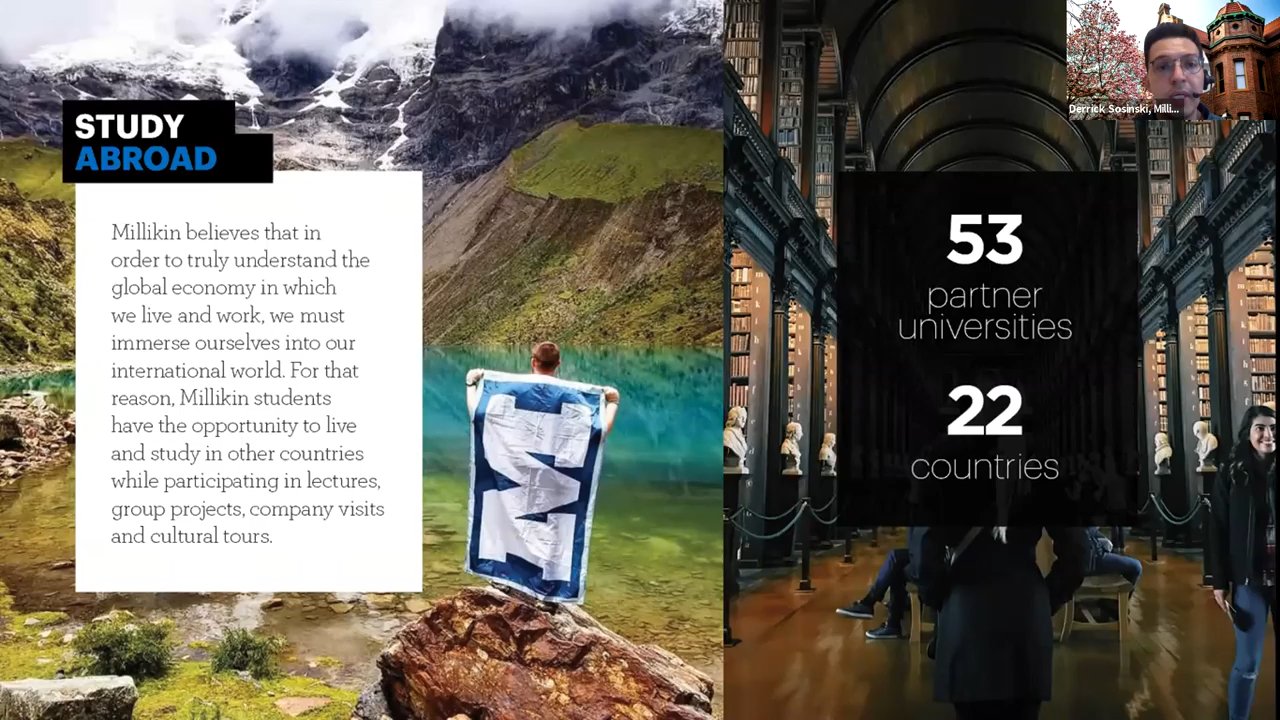 STUDY
ABROAD
Millikin believes that in
order to truly understand the
global economy in which
we live and work, we must
immerse ourselves into our
international world. For that
reason, Millikin students
have the opportunity to live
and study in other countries
while participating in lectures,
group projects, company visits
and cultural tours.
M
53
partner
universities
22
countries
Derrick Sosinski, Milli...